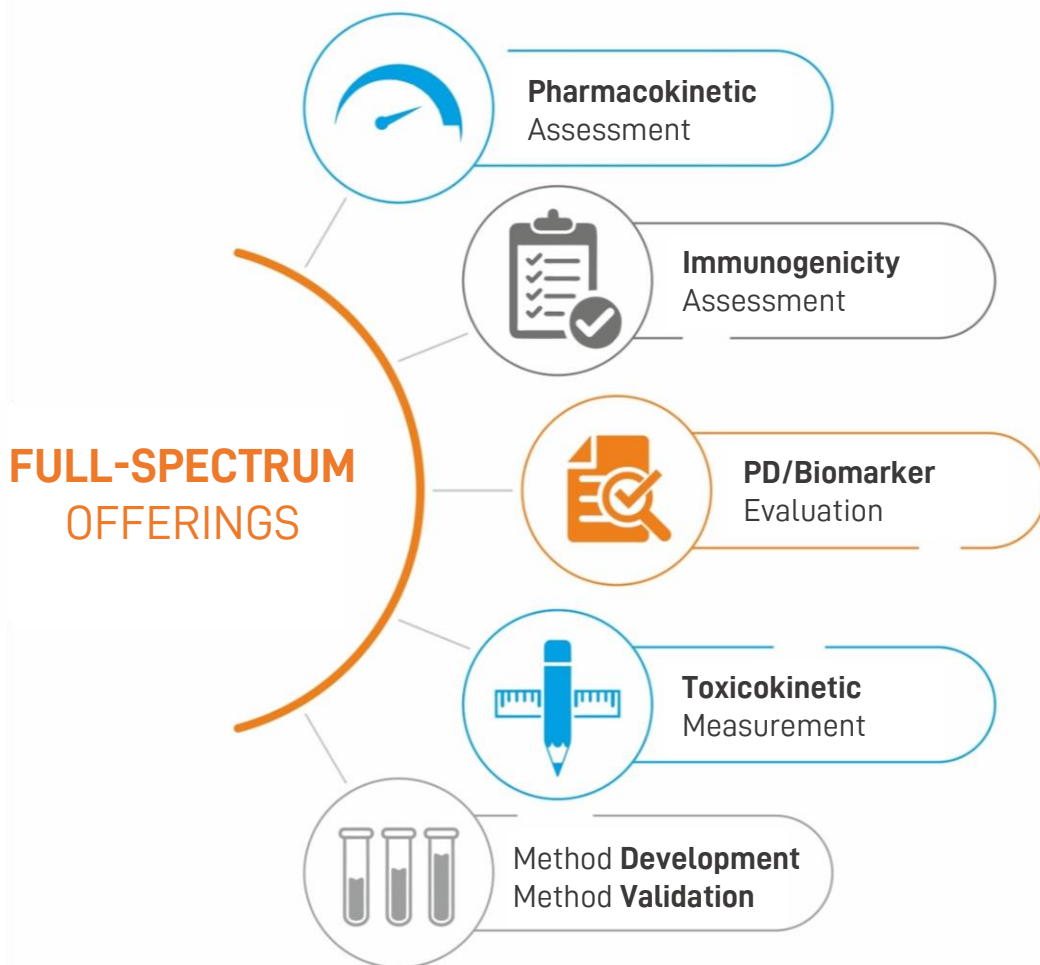 FULL-SPECTRUM
OFFERINGS
Pharmacokinetic
Assessment
Immunogenicity
Assessment
PD/Biomarker
Evaluation
Toxicokinetic
Measurement
Method Development
Method Validation